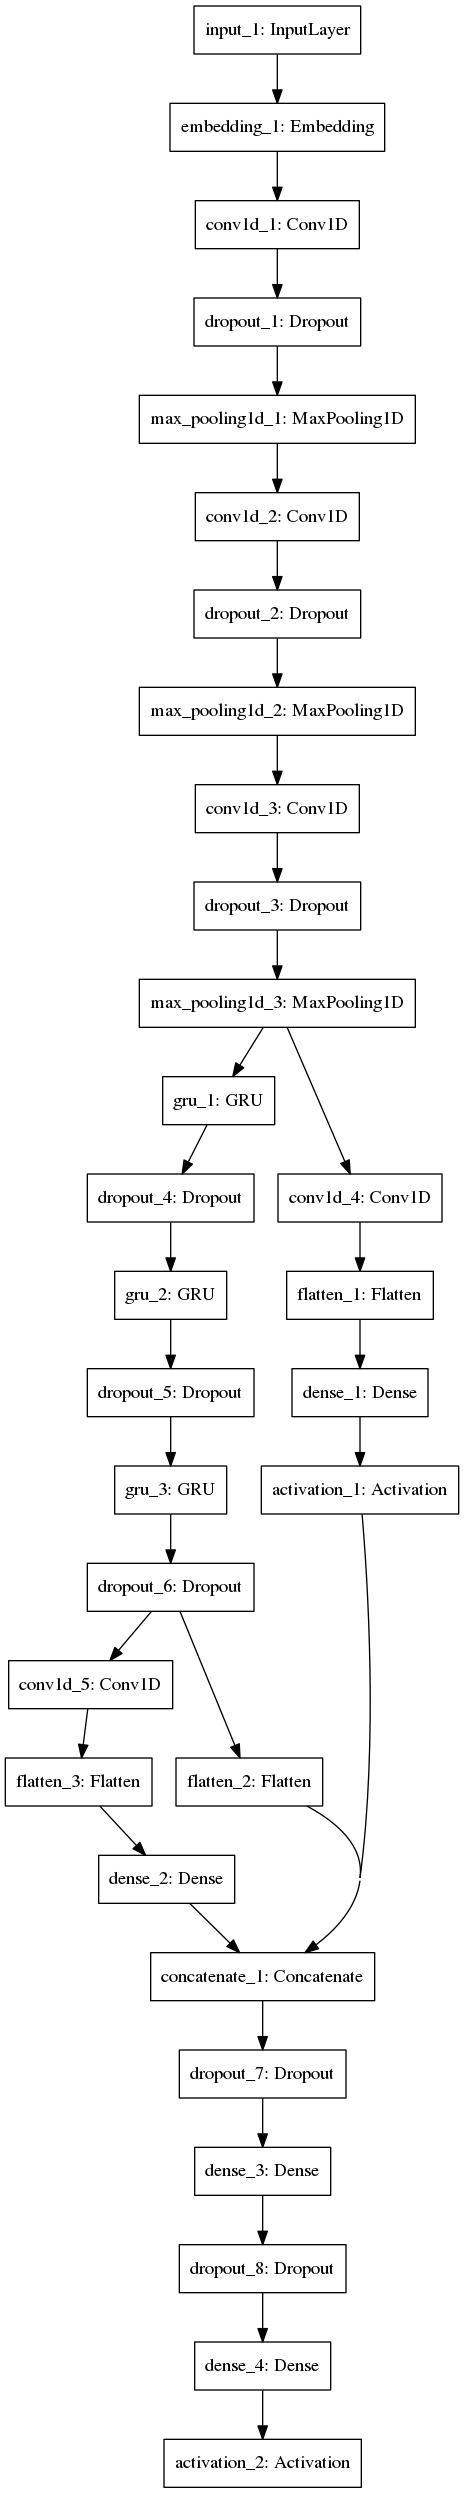 input_1: InputLayer
embedding_1: Embedding
conv1d_1: Conv1D
dropout_1: Dropout
max_pooling1d_1: MaxPooling1D
conv1d_2: Conv1D
dropout_2: Dropout
max_pooling1d_2: MaxPooling1D
conv1d_3: Conv1D
dropout_3: Dropout
max_pooling1d_3: MaxPooling1D
gru_1: GRU
dropout_4: Dropout
conv1d_4: Conv1D
gru_2: GRU
flatten_1: Flatten
dropout_5: Dropout
dense_1: Dense
gru_3: GRU
activation_1: Activation
dropout_6: Dropout
conv1d_5: Conv1D
flatten_3: Flatten
flatten_2: Flatten
dense_2: Dense
concatenate_1: Concatenate
dropout_7: Dropout
dense_3: Dense
dropout_8: Dropout
dense_4: Dense
activation_2: Activation